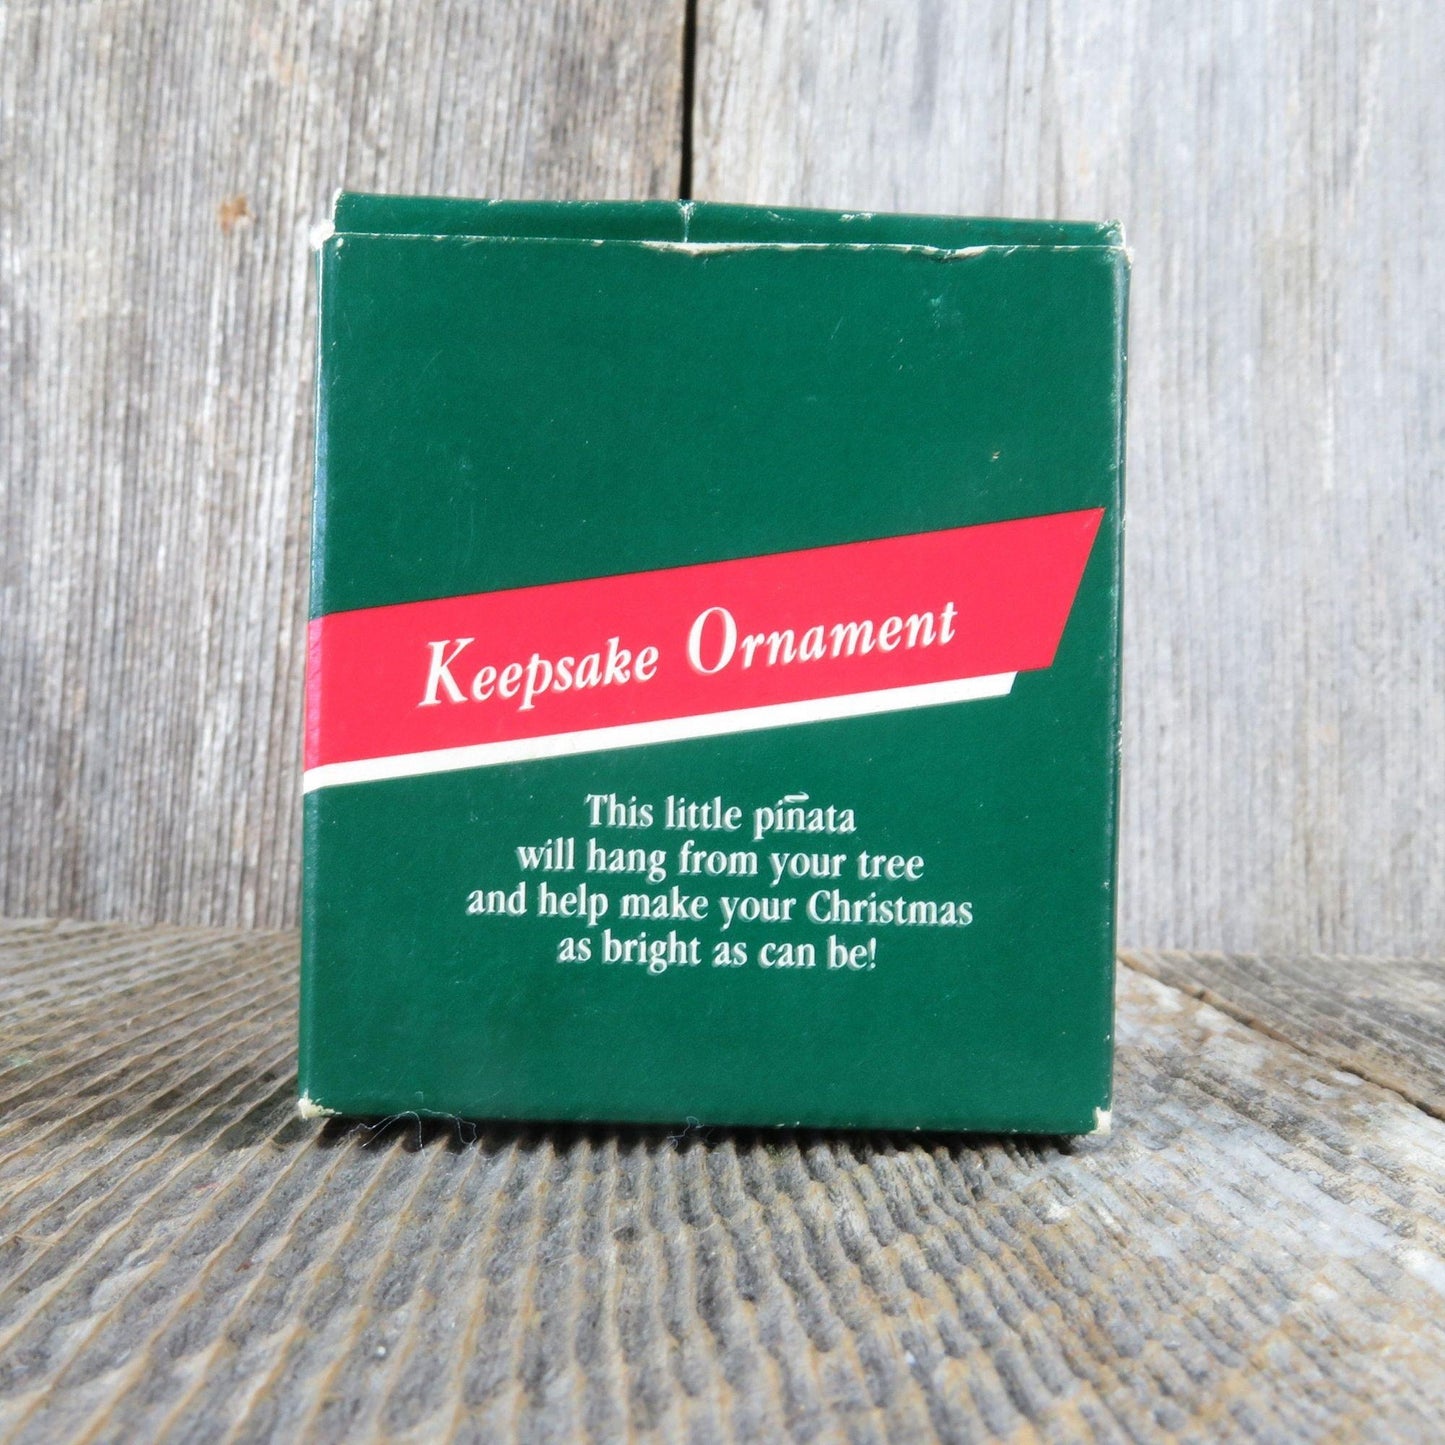 Keepsake Ornament
This little piñata
will hang from your tree
and help make your Christmas
as bright as can be!